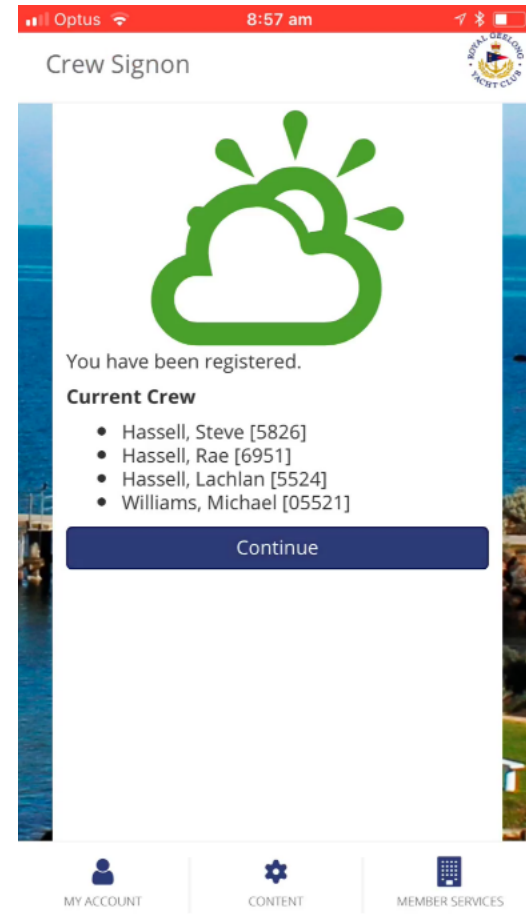 Optus 8:57 am
Crew Signon
ROYAL GEELONG
YACHT CLUB
You have been registered.
Current Crew
Hassell, Steve [5826]
Hassell, Rae [6951]
Hassell, Lachlan [5524]
Williams, Michael [05521]
Continue
MY ACCOUNT CONTENT MEMBER SERVICES